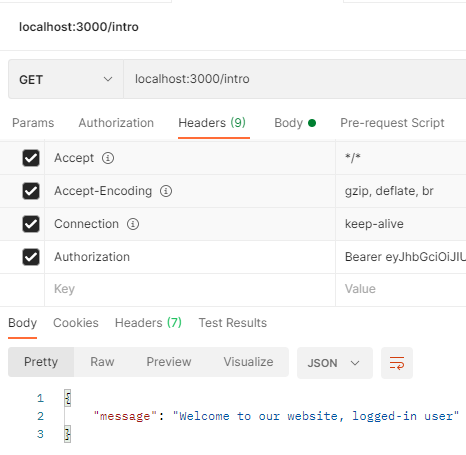 localhost:3000/intro
GET localhost:3000/intro
Params Authorization Headers (9) Body Pre-request Script
Accept */*
Accept-Encoding gzip, deflate, br
Connection keep-alive
Authorization Bearer eyJhbGciOiJIU
Key Value
Body Cookies Headers (7) Test Results
Pretty Raw Preview Visualize JSON
1 {
2 "message": "Welcome to our website, logged-in user"
3 }